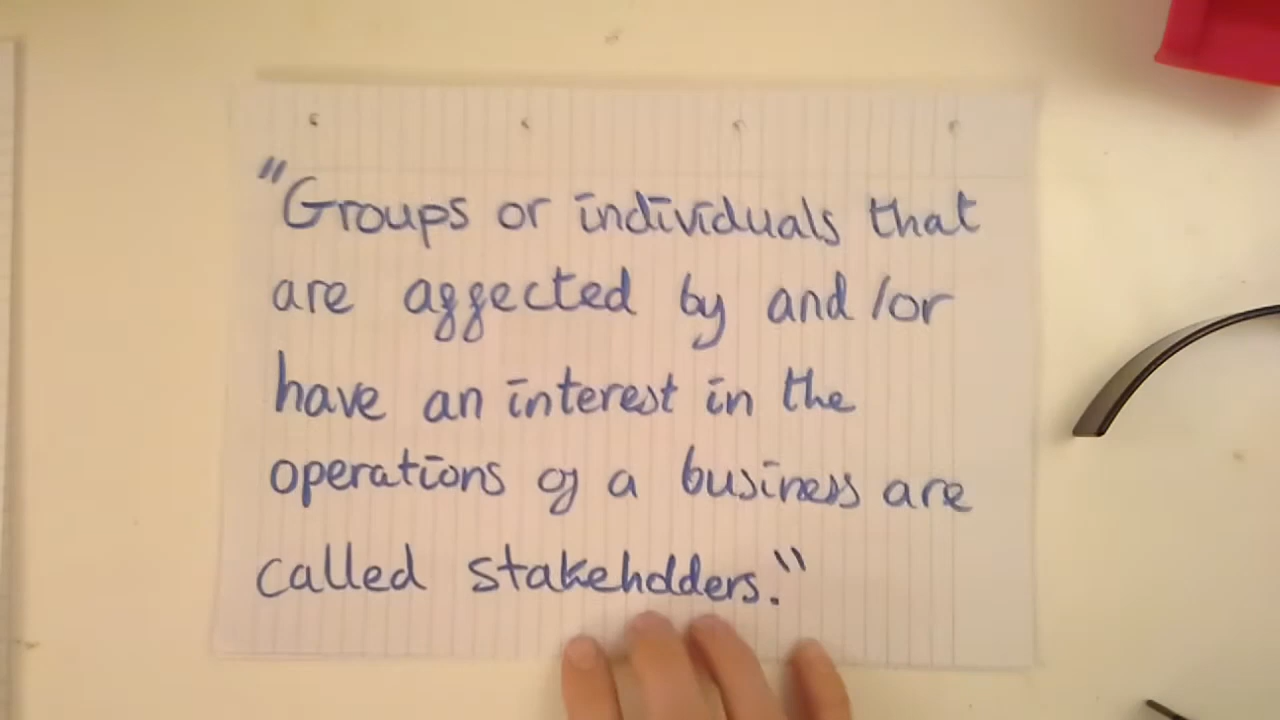 "Groups or individuals that
are affected by and/or
have an interest in the
operations of a business are
called stakeholders."